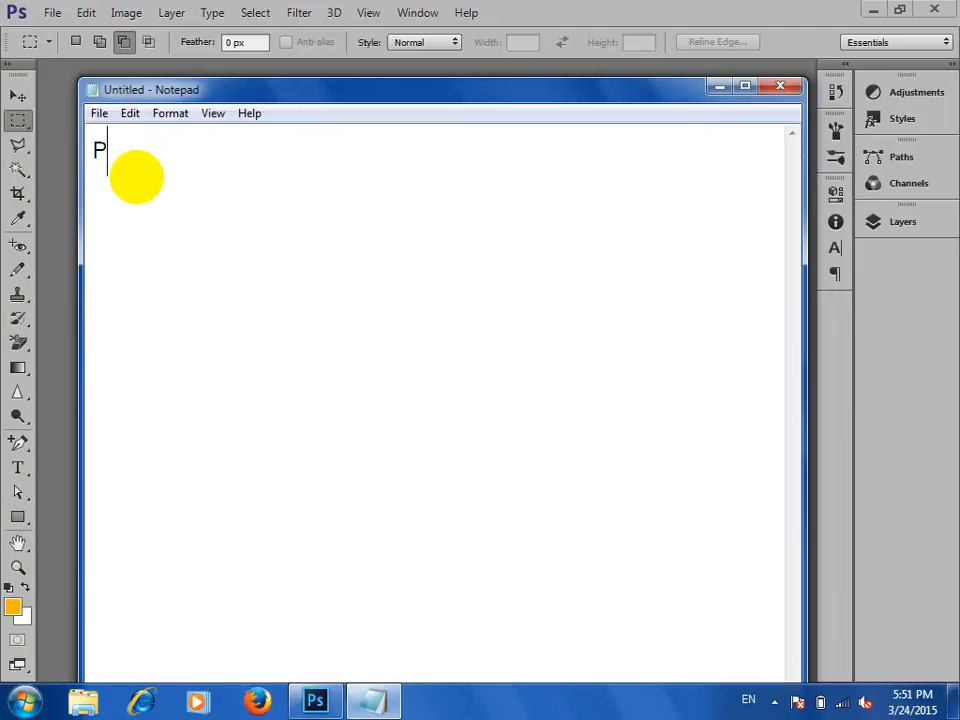 Ps File Edit Image Layer Type Select Filter 3D View Window Help
Feather: 0 px Anti-alias Style: Normal Width: Height: Refine Edge... Essentials
Untitled - Notepad
File Edit Format View Help
P
Adjustments
Styles
Paths
Channels
Layers
Ps
EN
5:51 PM
3/24/2015